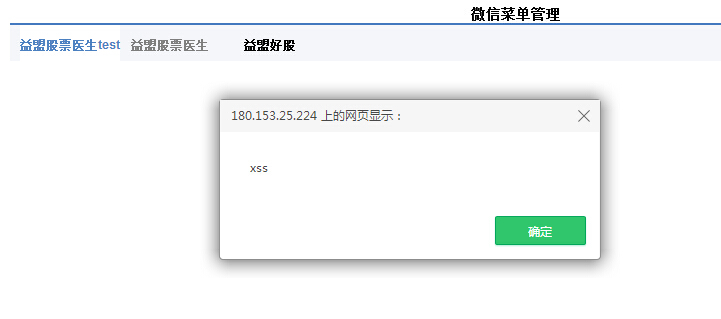 微信菜单管理
益盟股票医生test 益盟股票医生 益盟好股
180.153.25.224 上的网页显示：
xss
确定